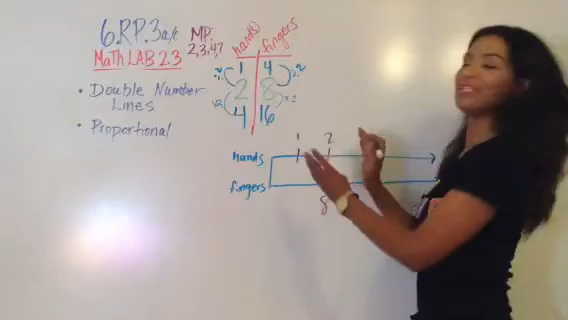 6.RP.3a/c
MP:
2,3,4,7
Math LAB 2.3
• Double Number
Lines
• Proportional
hands fingers
1 4
2 8
4 16
x2 x2
1 2
hands
fingers
8